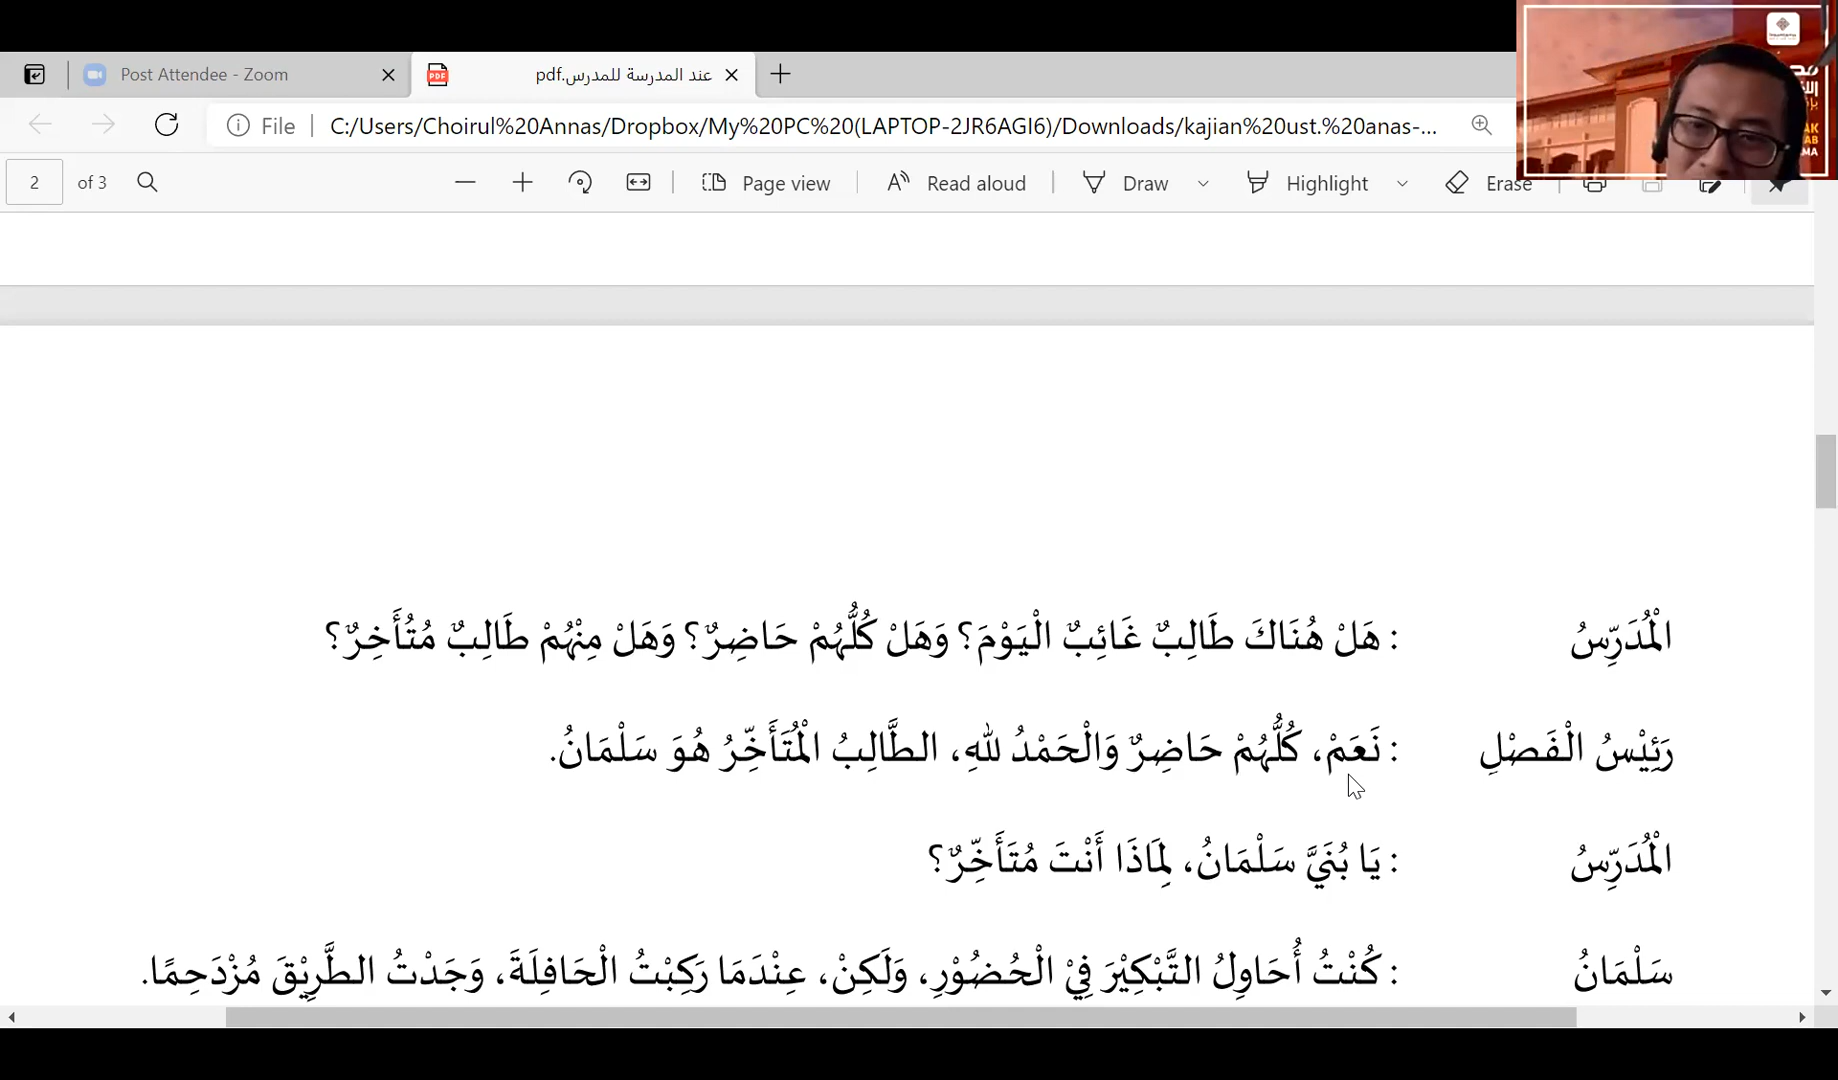 Post Attendee - Zoom
عند المدرسة للمدرس.pdf
File
C:/Users/Choirul%20Annas/Dropbox/My%20PC%20(LAPTOP-2JR6AGI6)/Downloads/kajian%20ust.%20anas-...
2 of 3
Page view
Read aloud
Draw
Highlight
Erase
الْمُدَرِّسُ : هَلْ هُنَاكَ طَالِبٌ غَائِبٌ الْيَوْمَ؟ وَهَلْ كُلُّهُمْ حَاضِرٌ؟ وَهَلْ مِنْهُمْ طَالِبٌ مُتُأَخِرٌ؟
رَئِيْسُ الْفَصْلِ : نَعَمْ، كُلُّهُمْ حَاضِرٌ وَالْحَمْدُ للهِ، الطَّالِبُ الْمُتَأَخِّرُ هُوَ سَلْمَانُ.
الْمُدَرِّسُ : يَا بُنَيَّ سَلْمَانُ، لِمَاذَا أَنْتَ مُتَأَخِّرٌ؟
سَلْمَانُ : كُنْتُ أُحَاوِلُ التَّبْكِيْرَ فِيْ الْحُضُوْرِ، وَلَكِنْ، عِنْدَمَا رَكِبْتُ الْحَافِلَةَ، وَجَدْتُ الطَّرِيْقَ مُزْدَحِمًا.